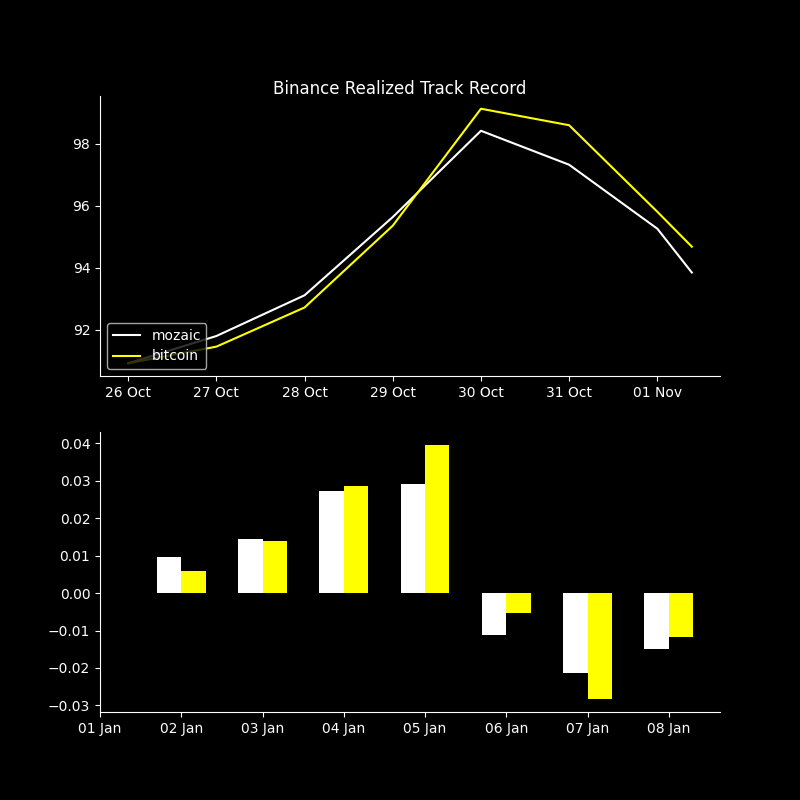 Binance Realized Track Record
98
96
94
92
mozaic
bitcoin
26 Oct 27 Oct 28 Oct 29 Oct 30 Oct 31 Oct 01 Nov
0.04
0.03
0.02
0.01
0.00
−0.01
−0.02
−0.03
01 Jan 02 Jan 03 Jan 04 Jan 05 Jan 06 Jan 07 Jan 08 Jan